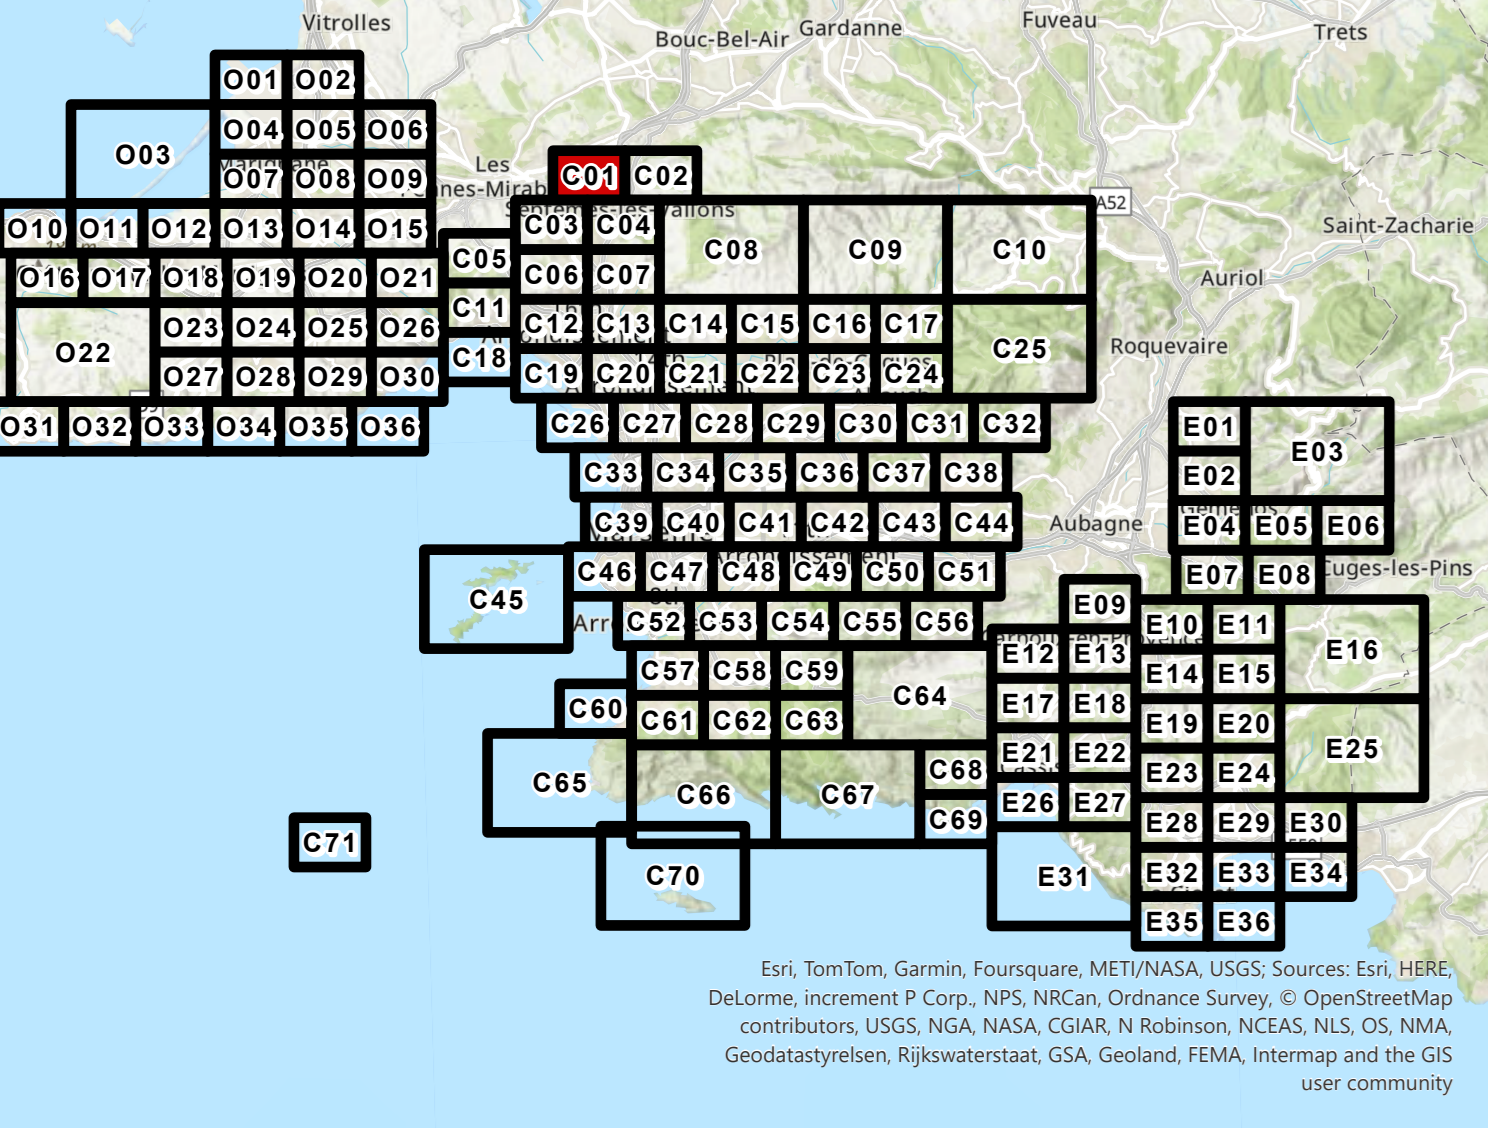 Vitrolles
Bouc-Bel-Air
Gardanne
Fuveau
Trets
O01 O02
O03
O04 O05 O06
Marignane
O07 O08 O09
Les
C01 C02
A52
Septèmes-les-Vallons
O10 O11 O12 O13 O14 O15
C03 C04
C08 C09 C10
Saint-Zacharie
C05
O16 O17 O18 O19 O20 O21
C06 C07
Auriol
C11
O22
O23 O24 O25 O26
C12 C13 C14 C15 C16 C17
C25
Roquevaire
C18
O27 O28 O29 O30
C19 C20 C21 C22 C23 C24
O31 O32 O33 O34 O35 O36
C26 C27 C28 C29 C30 C31 C32
E01
E03
E02
C33 C34 C35 C36 C37 C38
C39 C40 C41 C42 C43 C44
Aubagne
Gémenos
E04 E05 E06
Arrondissement
C45
C46 C47 C48 C49 C50 C51
E07 E08
Cuges-les-Pins
E09
C52 C53 C54 C55 C56
E10 E11
E12 E13
E16
C57 C58 C59
C64
E14 E15
C60
C61 C62 C63
E17 E18
E19 E20
E21 E22
E25
C65
C66 C67
C68
E23 E24
C69
E26 E27
E28 E29 E30
C71
C70
E31
E32 E33 E34
E35 E36
Esri, TomTom, Garmin, Foursquare, METI/NASA, USGS; Sources: Esri, HERE,
DeLorme, increment P Corp., NPS, NRCan, Ordnance Survey, © OpenStreetMap
contributors, USGS, NGA, NASA, CGIAR, N Robinson, NCEAS, NLS, OS, NMA,
Geodatastyrelsen, Rijkswaterstaat, GSA, Geoland, FEMA, Intermap and the GIS
user community